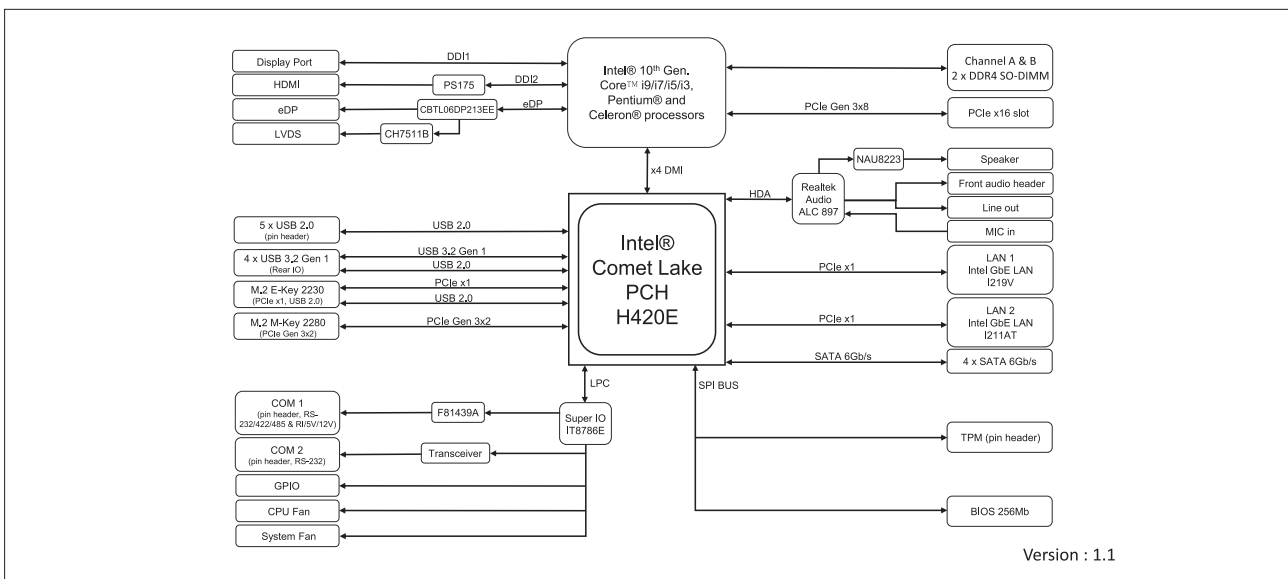 Display Port
DDI1
HDMI
PS175
DDI2
eDP
CBTL06DP213EE
eDP
LVDS
CH7511B
Intel® 10th Gen.
Core™ i9/i7/i5/i3,
Pentium® and
Celeron® processors
Channel A & B
2 x DDR4 SO-DIMM
PCIe Gen 3x8
PCIe x16 slot
x4 DMI
NAU8223
Speaker
HDA
Realtek
Audio
ALC 897
Front audio header
Line out
MIC in
5 x USB 2.0
(pin header)
USB 2.0
4 x USB 3.2 Gen 1
(Rear IO)
USB 3.2 Gen 1
USB 2.0
M.2 E-Key 2230
(PCIe x1, USB 2.0)
PCIe x1
USB 2.0
M.2 M-Key 2280
(PCIe Gen 3x2)
PCIe Gen 3x2
Intel®
Comet Lake
PCH
H420E
PCIe x1
LAN 1
Intel GbE LAN
I219V
PCIe x1
LAN 2
Intel GbE LAN
I211AT
SATA 6Gb/s
4 x SATA 6Gb/s
LPC
SPI BUS
COM 1
(pin header, RS-
232/422/485 & RI/5V/12V)
F81439A
Super IO
IT8786E
COM 2
(pin header, RS-232)
Transceiver
GPIO
CPU Fan
System Fan
TPM (pin header)
BIOS 256Mb
Version : 1.1